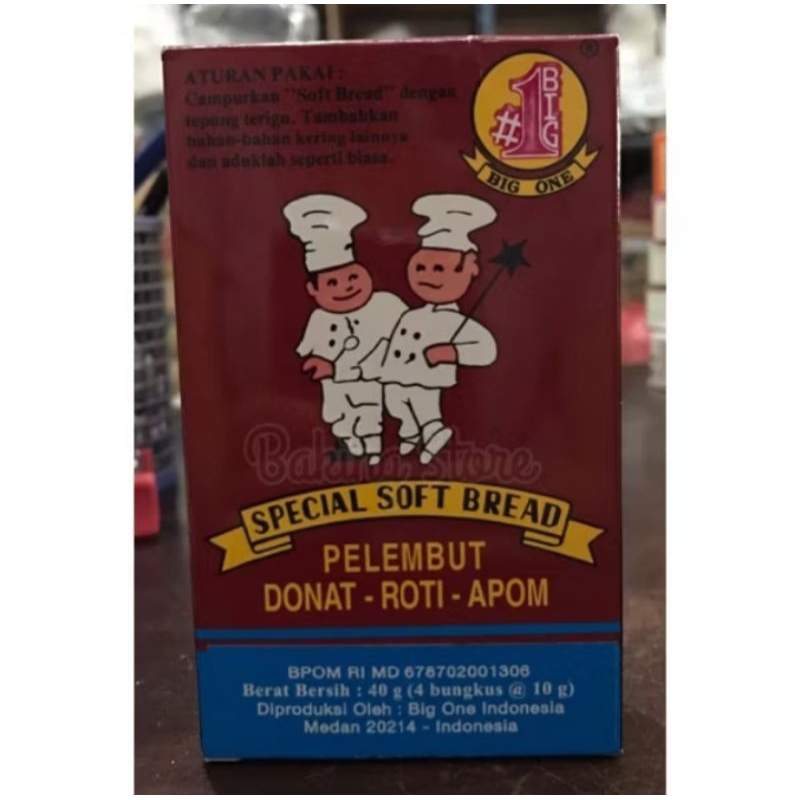 ATURAN PAKAI :
Campurkan "Soft Bread" dengan
tepung terigu. Tambahkan
bahan-bahan kering lainnya
dan aduklah seperti biasa.
®
#1 BIG
BIG ONE
Bakina store
SPECIAL SOFT BREAD
PELEMBUT
DONAT - ROTI - APOM
BPOM RI MD 678702001306
Berat Bersih : 40 g (4 bungkus @ 10 g)
Diproduksi Oleh : Big One Indonesia
Medan 20214 - Indonesia